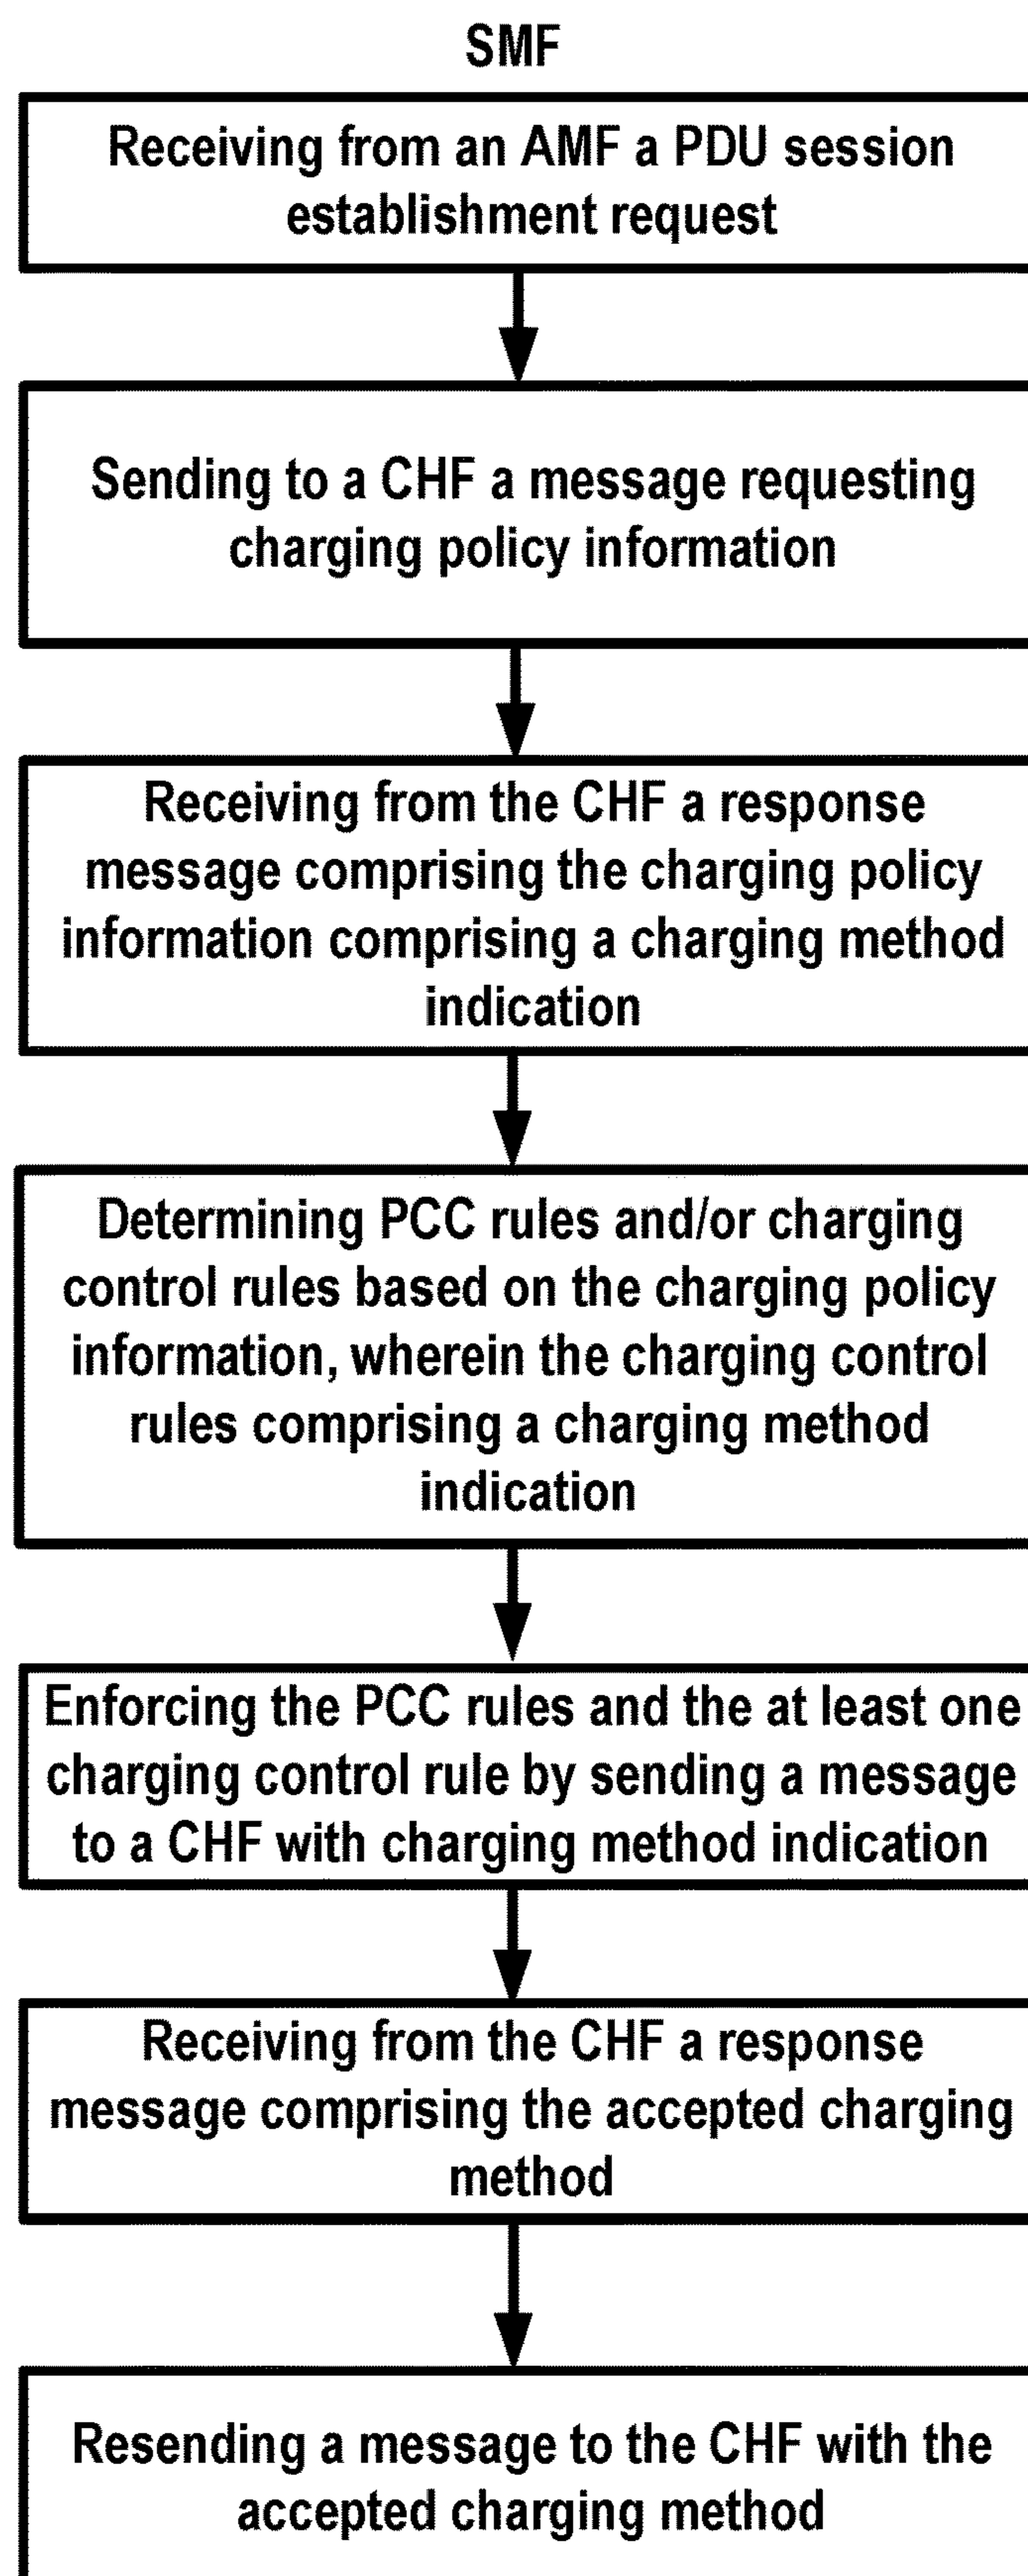 SMF
Receiving from an AMF a PDU session
establishment request
Sending to a CHF a message requesting
charging policy information
Receiving from the CHF a response
message comprising the charging policy
information comprising a charging method
indication
Determining PCC rules and/or charging
control rules based on the charging policy
information, wherein the charging control
rules comprising a charging method
indication
Enforcing the PCC rules and the at least one
charging control rule by sending a message
to a CHF with charging method indication
Receiving from the CHF a response
message comprising the accepted charging
method
Resending a message to the CHF with the
accepted charging method